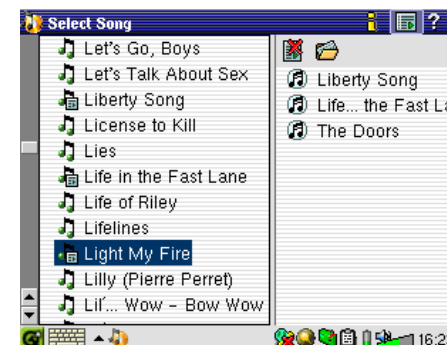 Select Song
?
Let's Go, Boys
Let's Talk About Sex
Liberty Song
License to Kill
Lies
Life in the Fast Lane
Life of Riley
Lifelines
Light My Fire
Lilly (Pierre Perret)
Lil'... Wow - Bow Wow
Liberty Song
Life... the Fast La
The Doors
16:2